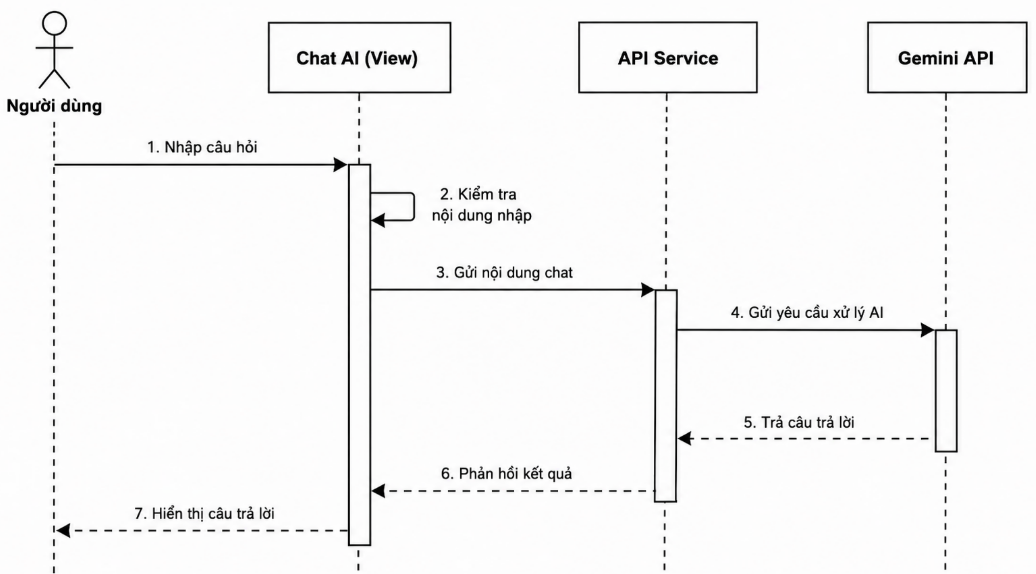 Chat AI (View)
API Service
Gemini API
Người dùng
1. Nhập câu hỏi
2. Kiểm tra
nội dung nhập
3. Gửi nội dung chat
4. Gửi yêu cầu xử lý AI
5. Trả câu trả lời
6. Phản hồi kết quả
7. Hiển thị câu trả lời